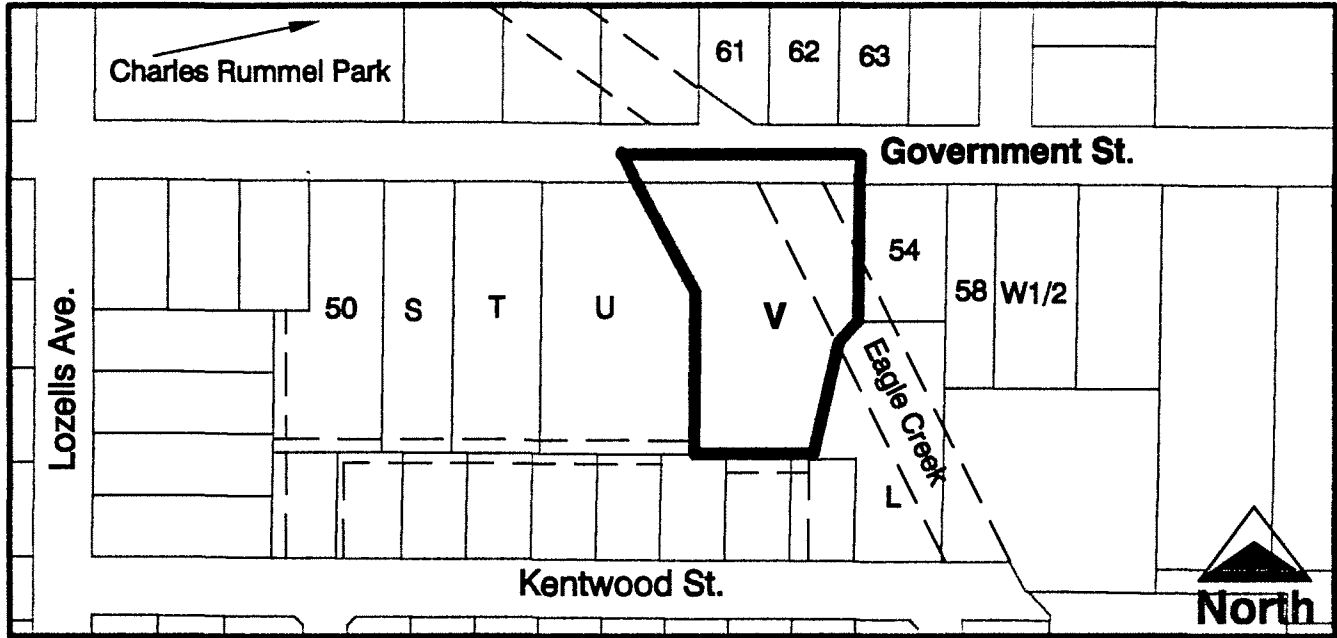 61 62 63
Charles Rummel Park
Government St.
54
50 S T U V 58 W1/2
Lozells Ave.
Eagle Creek
L
Kentwood St.
North